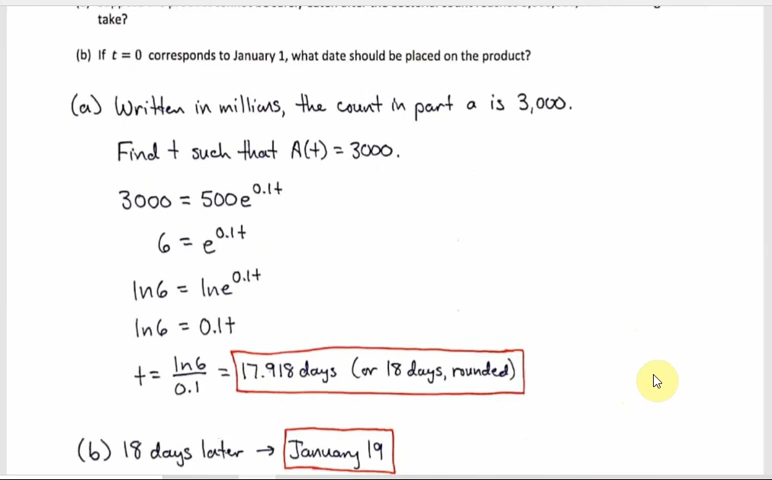 take?
(b) If t = 0 corresponds to January 1, what date should be placed on the product?
(a) Written in millions, the count in part a is 3,000.
Find t such that A(t) = 3000.
3000 = 500e^0.1t
6 = e^0.1t
ln6 = lne^0.1t
ln6 = 0.1t
t = ln6/0.1 = 17.918 days (or 18 days, rounded)
(b) 18 days later → January 19